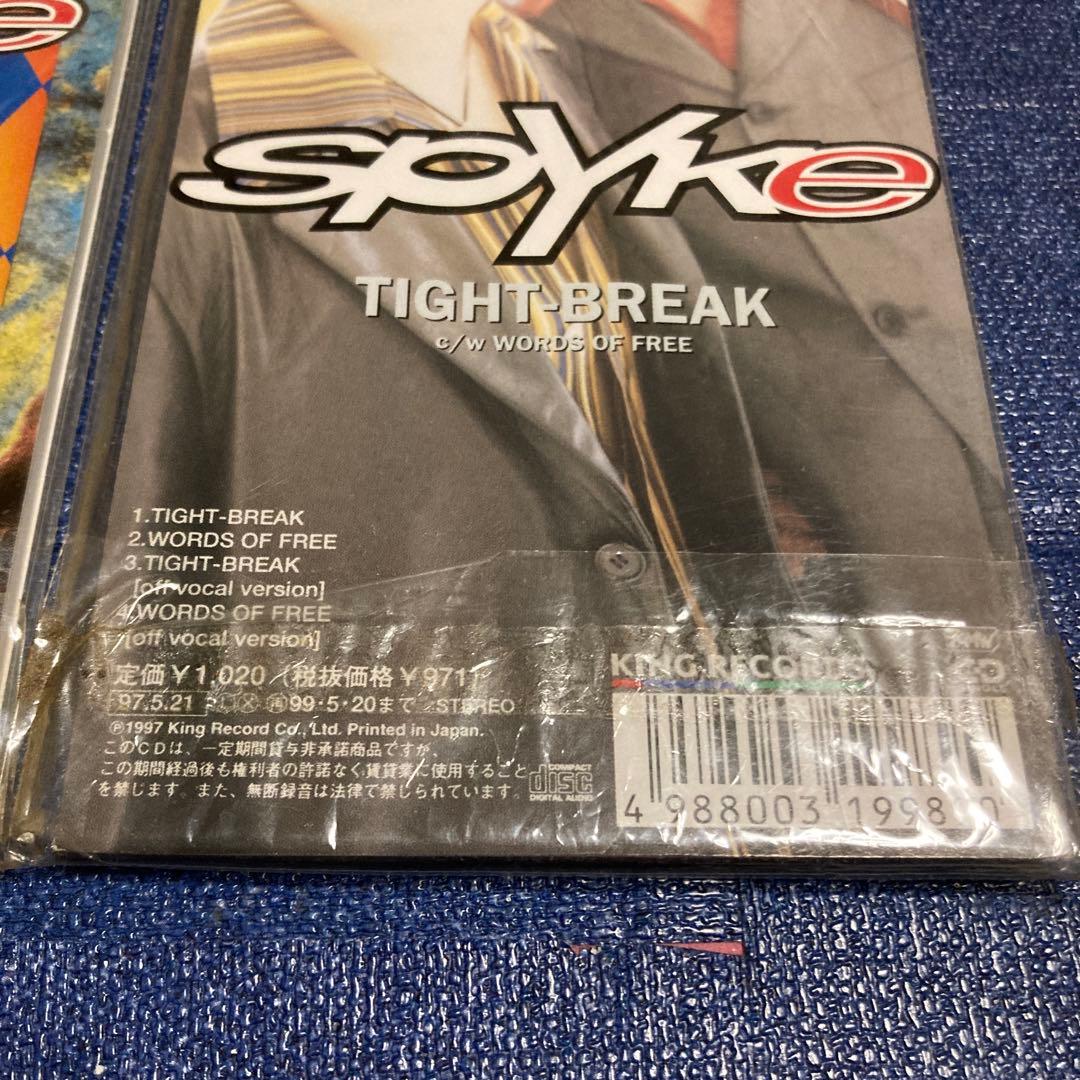 e
spyke
TIGHT-BREAK
c/w WORDS OF FREE
1.TIGHT-BREAK
2.WORDS OF FREE
3.TIGHT-BREAK
[off vocal version]
4.WORDS OF FREE
[off vocal version]
定価￥1,020（税抜価格￥971）
97.5.21 再99・5・20まで STEREO
℗1997 King Record Co., Ltd. Printed in Japan.
このCDは、一定期間貸与非承諾商品ですが、
この期間経過後も権利者の許諾なく賃貸業に使用すること
を禁じます。また、無断録音は法律で禁じられています。
COMPACT
disc
DIGITAL AUDIO
KING RECORDS
4 988003 1998